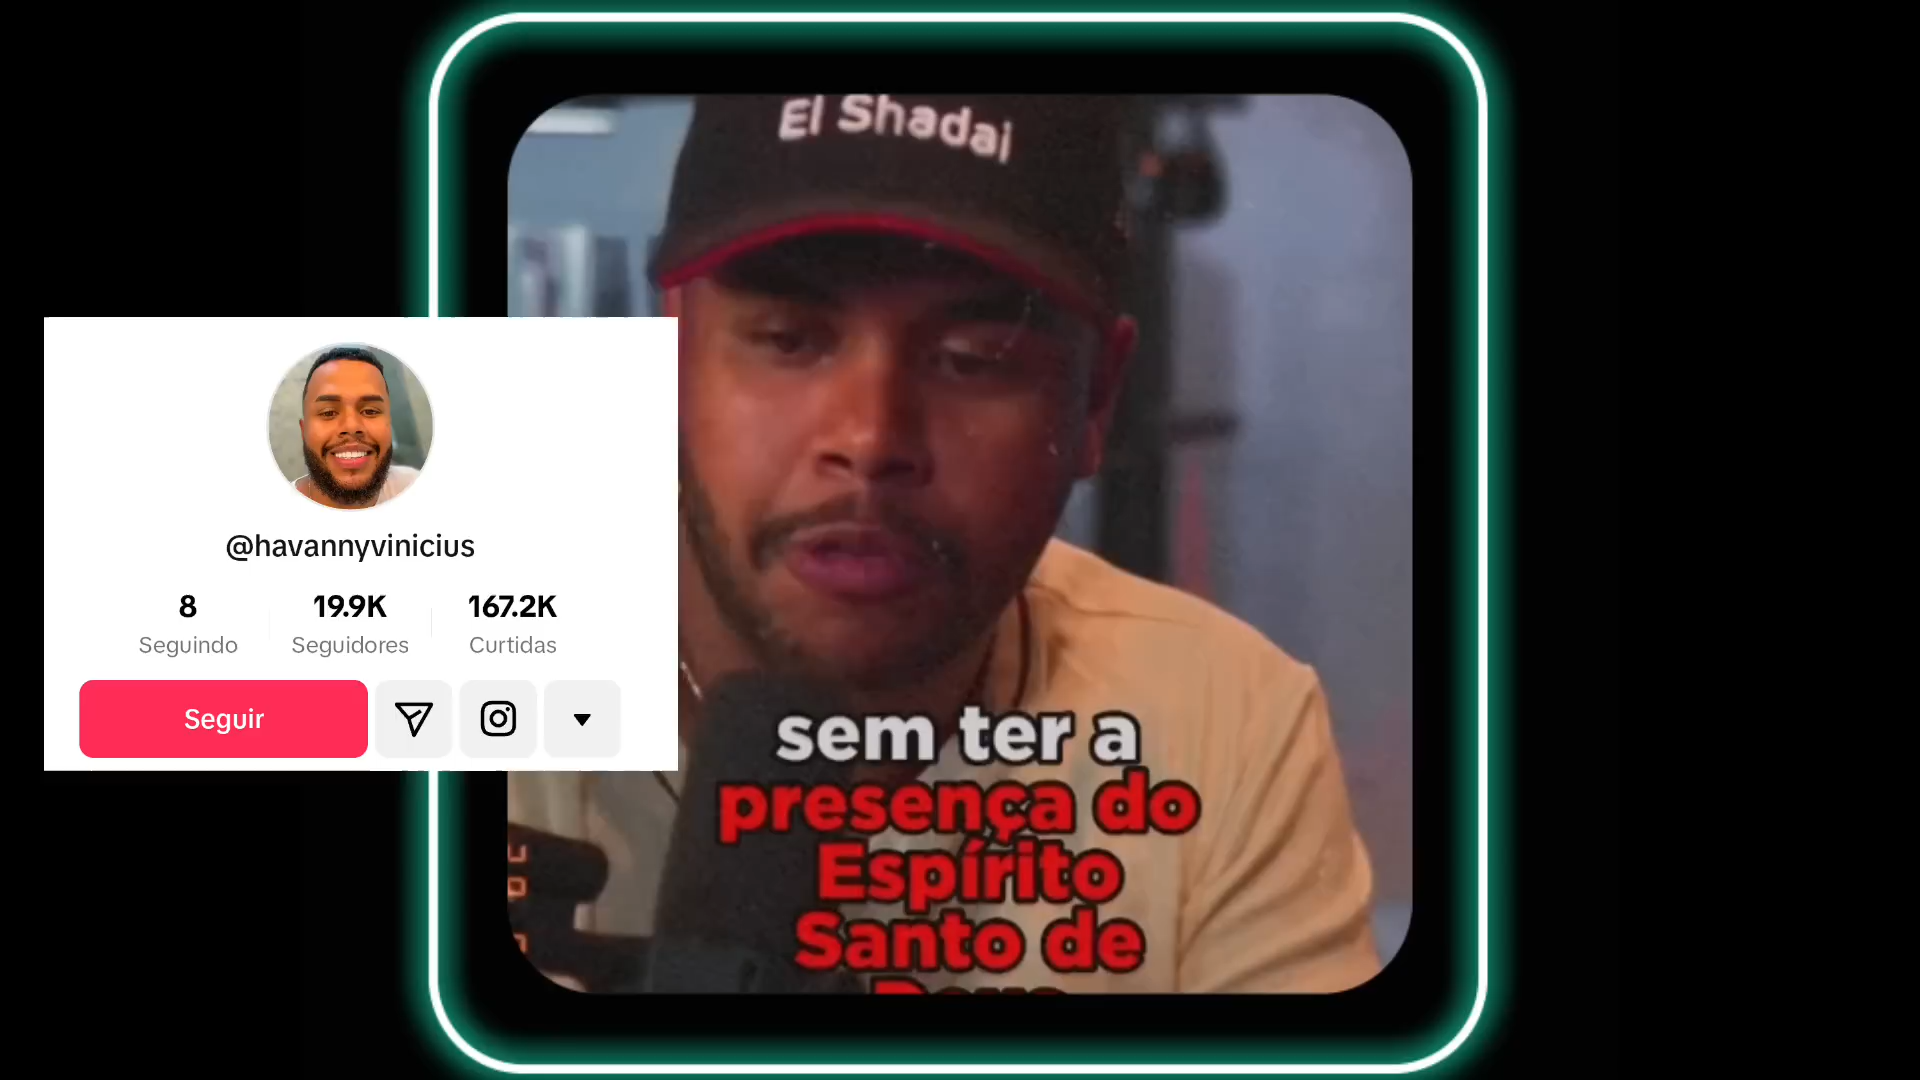 El Shadai
@havannyvinicius
8 19.9K 167.2K
Seguindo Seguidores Curtidas
Seguir
sem ter a
presença do
Espírito
Santo de